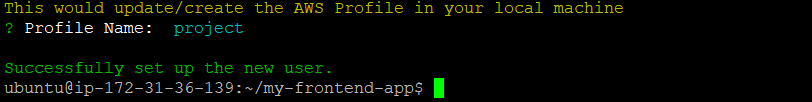 This would update/create the AWS Profile in your local machine
? Profile Name:  project
Successfully set up the new user.
ubuntu@ip-172-31-36-139:~/my-frontend-app$